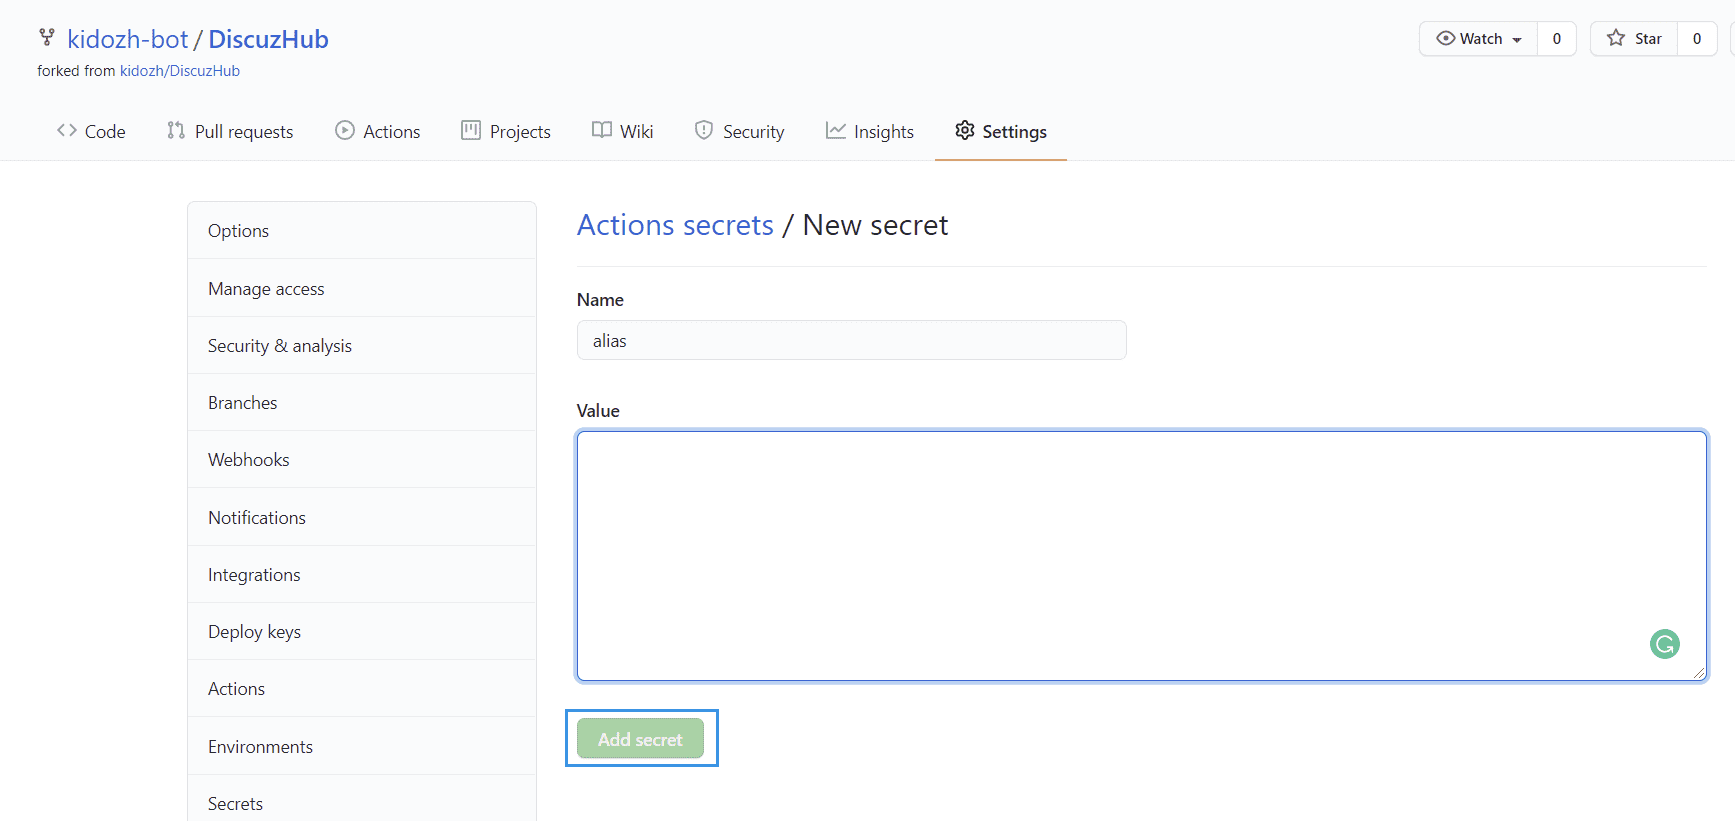 kidozh-bot / DiscuzHub
Watch 0 Star 0
forked from kidozh/DiscuzHub
Code Pull requests Actions Projects Wiki Security Insights Settings
Options
Manage access
Security & analysis
Branches
Webhooks
Notifications
Integrations
Deploy keys
Actions
Environments
Secrets
Actions secrets / New secret
Name
alias
Value
Add secret